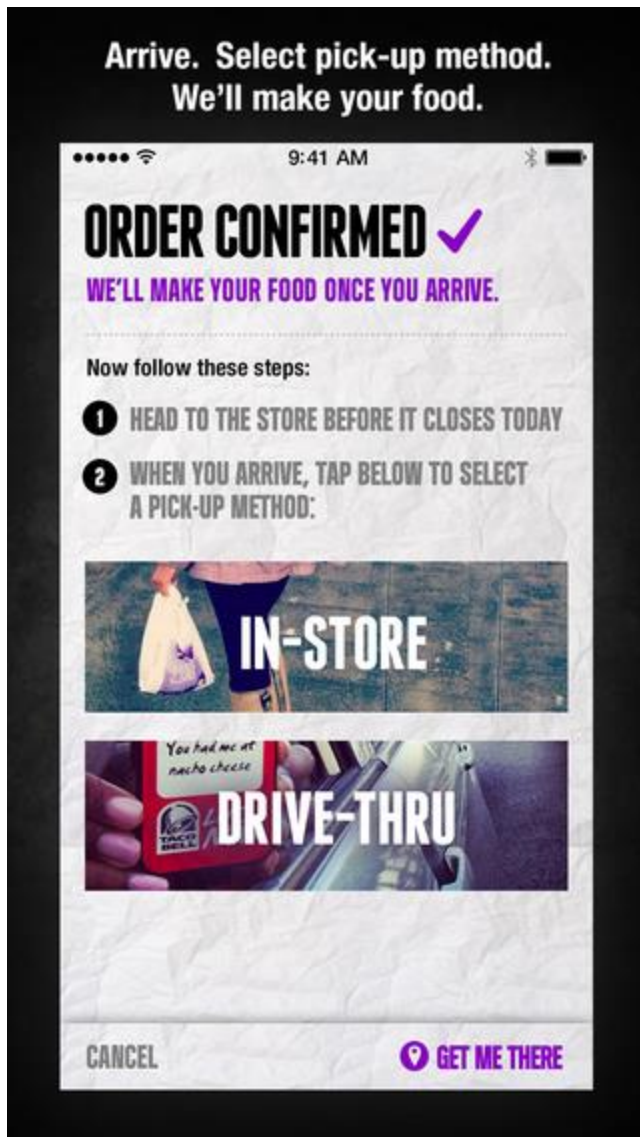 Arrive. Select pick-up method.
We'll make your food.
9:41 AM
ORDER CONFIRMED
WE'LL MAKE YOUR FOOD ONCE YOU ARRIVE.
Now follow these steps:
1 HEAD TO THE STORE BEFORE IT CLOSES TODAY
2 WHEN YOU ARRIVE, TAP BELOW TO SELECT
A PICK-UP METHOD:
IN-STORE
You had me at
nacho cheese
TACO
BELL
DRIVE-THRU
CANCEL
GET ME THERE